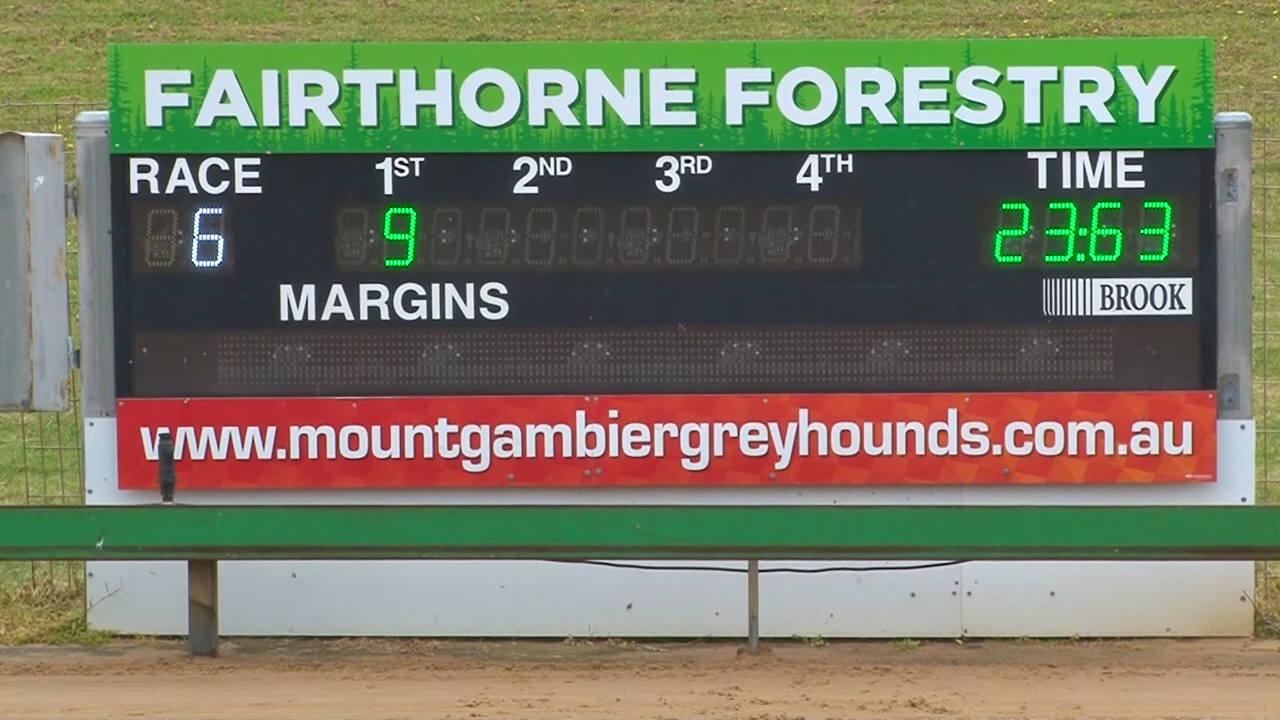 FAIRTHORNE FORESTRY
RACE 1ST 2ND 3RD 4TH TIME
6 9 23:63
MARGINS BROOK
www.mountgambiergreyhounds.com.au